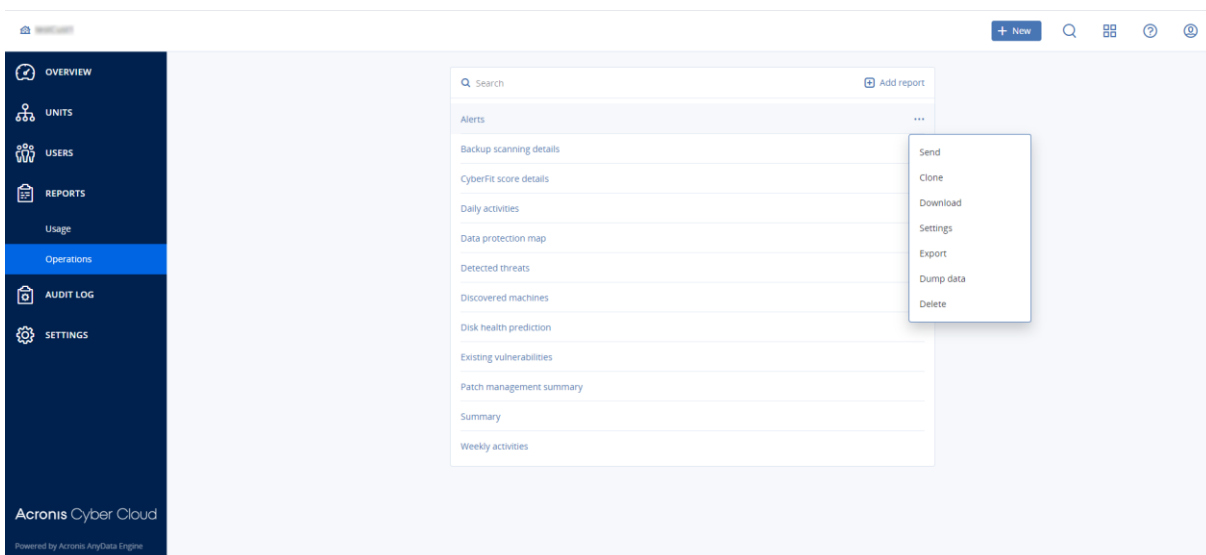 New
OVERVIEW
UNITS
USERS
REPORTS
Usage
Operations
AUDIT LOG
SETTINGS
Acronis Cyber Cloud
Powered by Acronis AnyData Engine
Search
Add report
Alerts
Backup scanning details
CyberFit score details
Daily activities
Data protection map
Detected threats
Discovered machines
Disk health prediction
Existing vulnerabilities
Patch management summary
Summary
Weekly activities
Send
Clone
Download
Settings
Export
Dump data
Delete